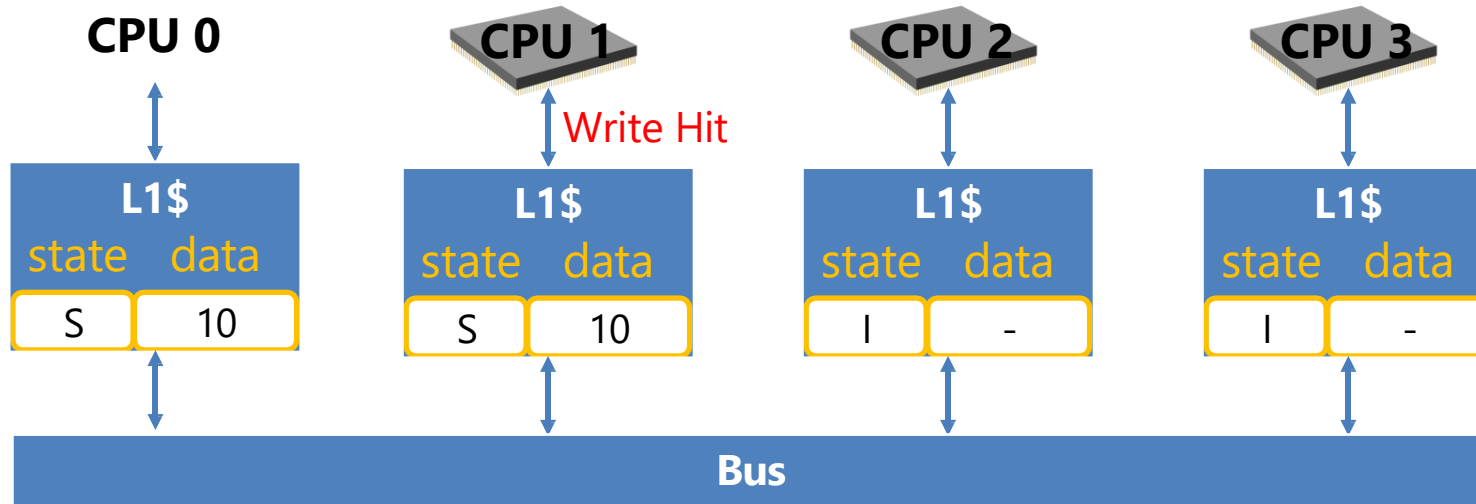 CPU 0 CPU 1 CPU 2 CPU 3
Write Hit
L1$ L1$ L1$ L1$
state data state data state data state data
S 10 S 10 I - I -
Bus